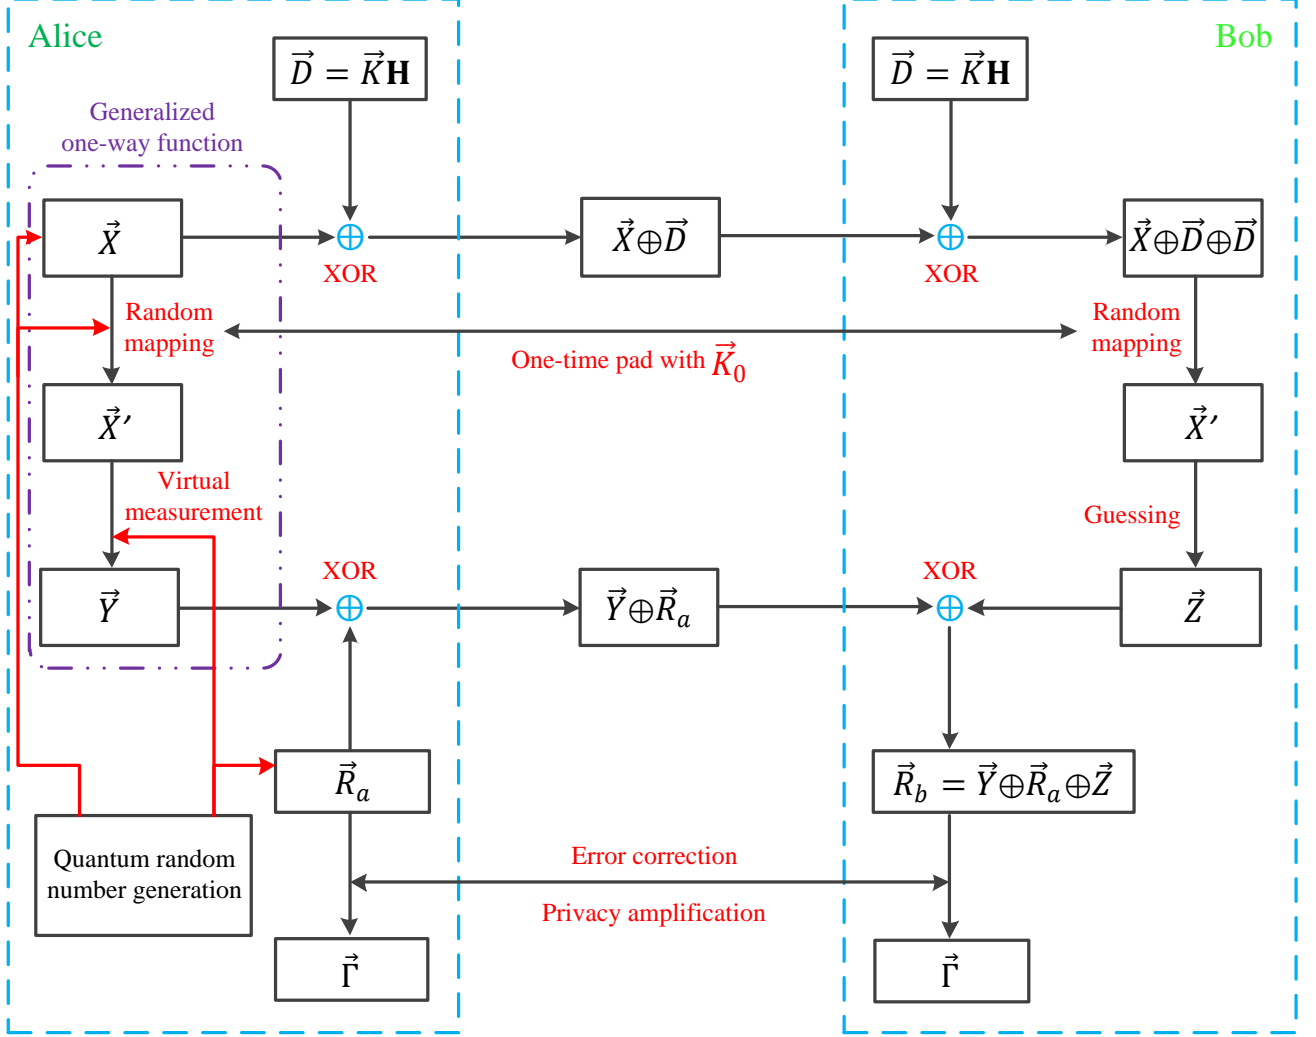 Alice
Bob
D⃗ = K⃗𝐇
D⃗ = K⃗𝐇
Generalized
one-way function
X⃗
⊕
X⃗⊕D⃗
⊕
X⃗⊕D⃗⊕D⃗
XOR
XOR
Random
mapping
One-time pad with K⃗₀
Random
mapping
X⃗′
X⃗′
Virtual
measurement
Guessing
XOR
XOR
Y⃗
⊕
Y⃗⊕R⃗ₐ
⊕
Z⃗
R⃗ₐ
R⃗_b = Y⃗⊕R⃗ₐ⊕Z⃗
Quantum random
number generation
Error correction
Privacy amplification
Γ⃗
Γ⃗